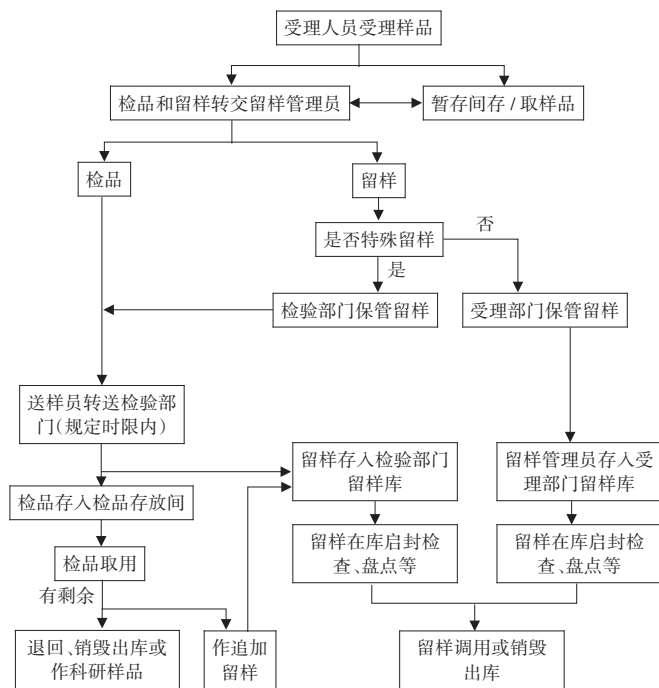 受理人员受理样品
检品和留样转交留样管理员
暂存间存/取样品
检品
留样
是否特殊留样
否
是
检验部门保管留样
受理部门保管留样
送样员转送检验部
门(规定时限内)
留样存入检验部门
留样库
留样管理员存入受
理部门留样库
检品存入检品存放间
留样在库启封检
查、盘点等
留样在库启封检
查、盘点等
检品取用
有剩余
退回、销毁出库或
作科研样品
作追加
留样
留样调用或销毁
出库